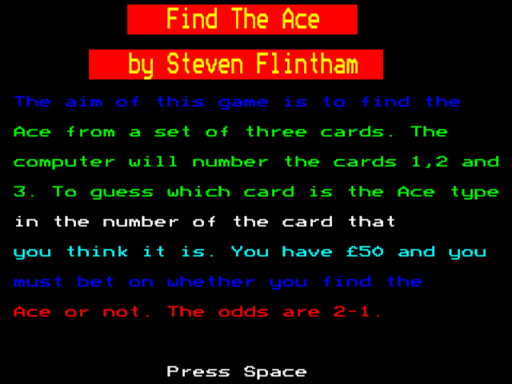 Find The Ace
by Steven Flintham
The aim of this game is to find the
Ace from a set of three cards. The
computer will number the cards 1,2 and
3. To guess which card is the Ace type
in the number of the card that
you think it is. You have £50 and you
must bet on whether you find the
Ace or not. The odds are 2-1.
Press Space